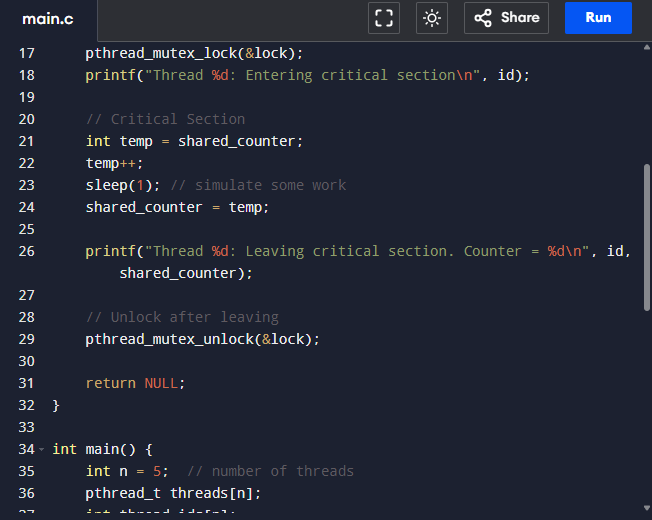 main.c
Share
Run
17 pthread_mutex_lock(&lock);
18 printf("Thread %d: Entering critical section\n", id);
19
20 // Critical Section
21 int temp = shared_counter;
22 temp++;
23 sleep(1); // simulate some work
24 shared_counter = temp;
25
26 printf("Thread %d: Leaving critical section. Counter = %d\n", id,
shared_counter);
27
28 // Unlock after leaving
29 pthread_mutex_unlock(&lock);
30
31 return NULL;
32 }
33
34 int main() {
35 int n = 5; // number of threads
36 pthread_t threads[n];
37 int thread_ids[n];